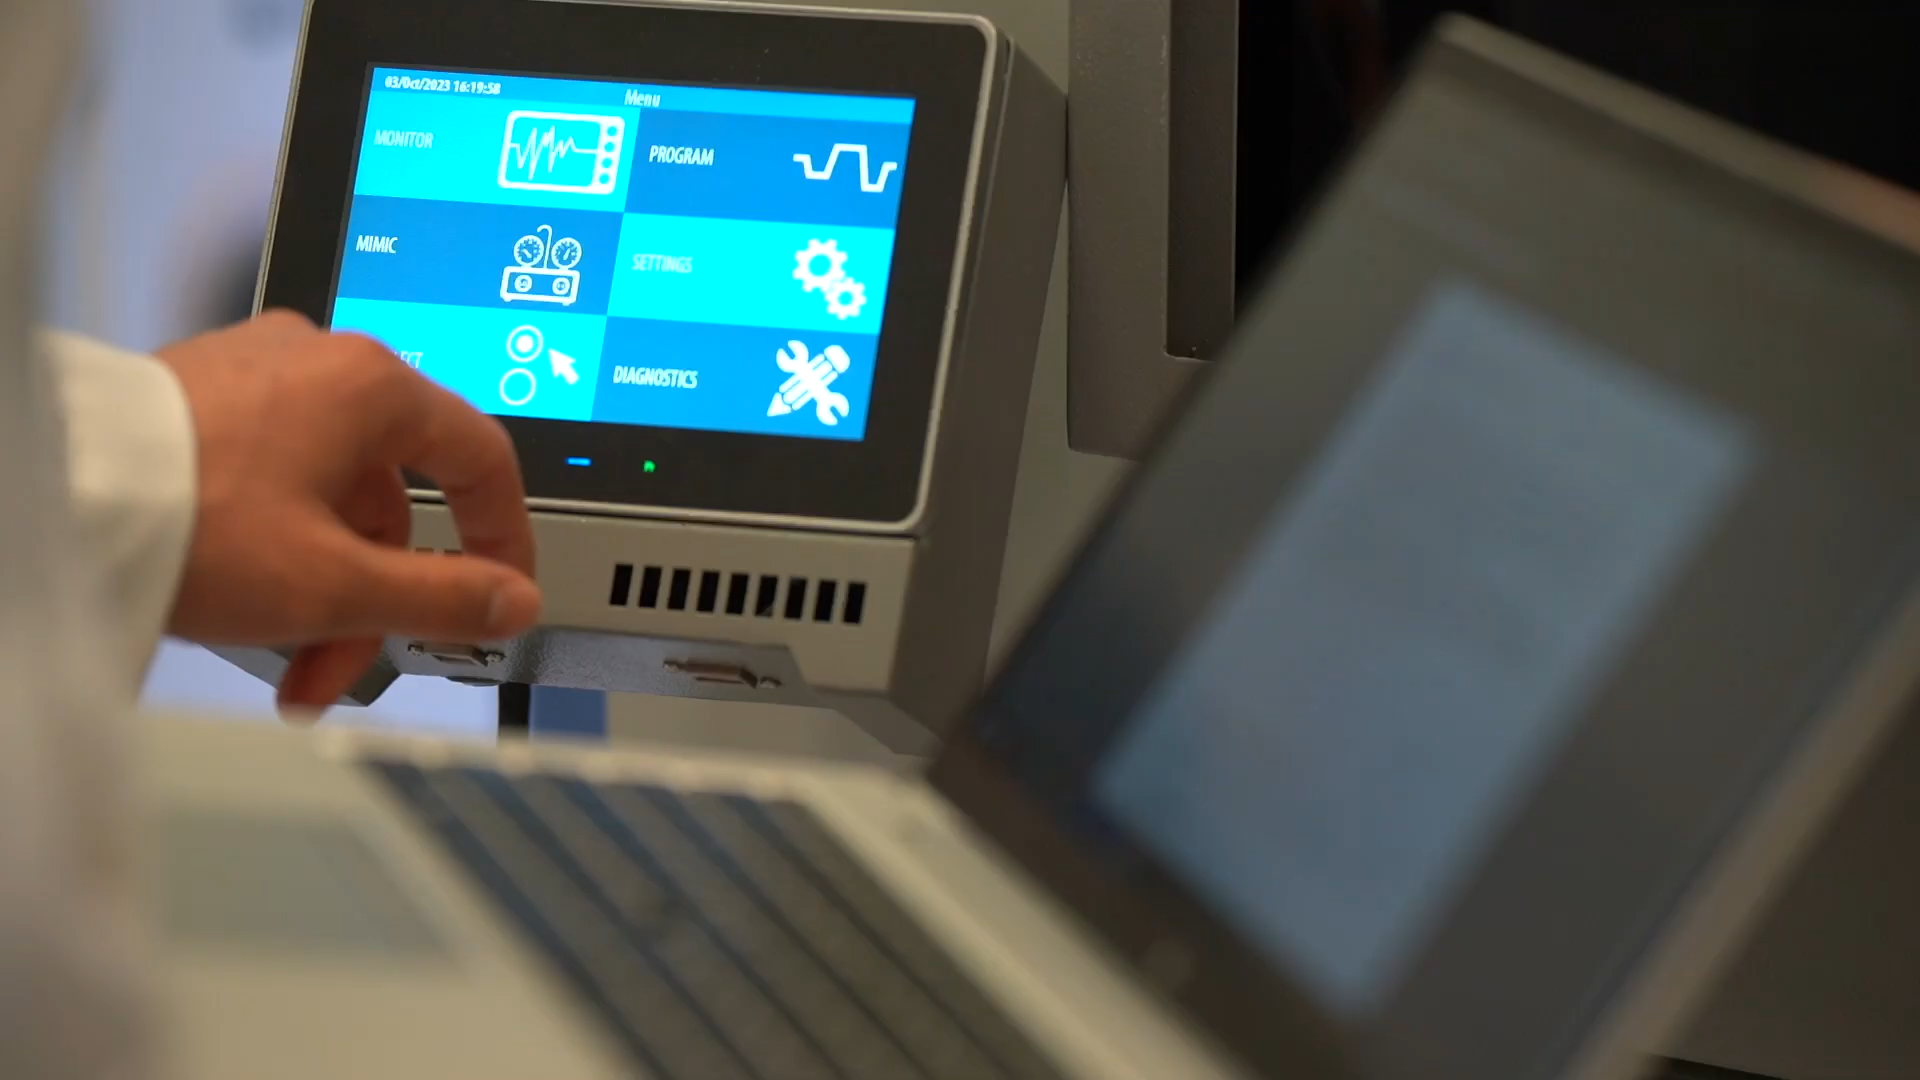 03/Oct/2023 16:19:58
Menu
MONITOR
PROGRAM
MIMIC
SETTINGS
DIAGNOSTICS